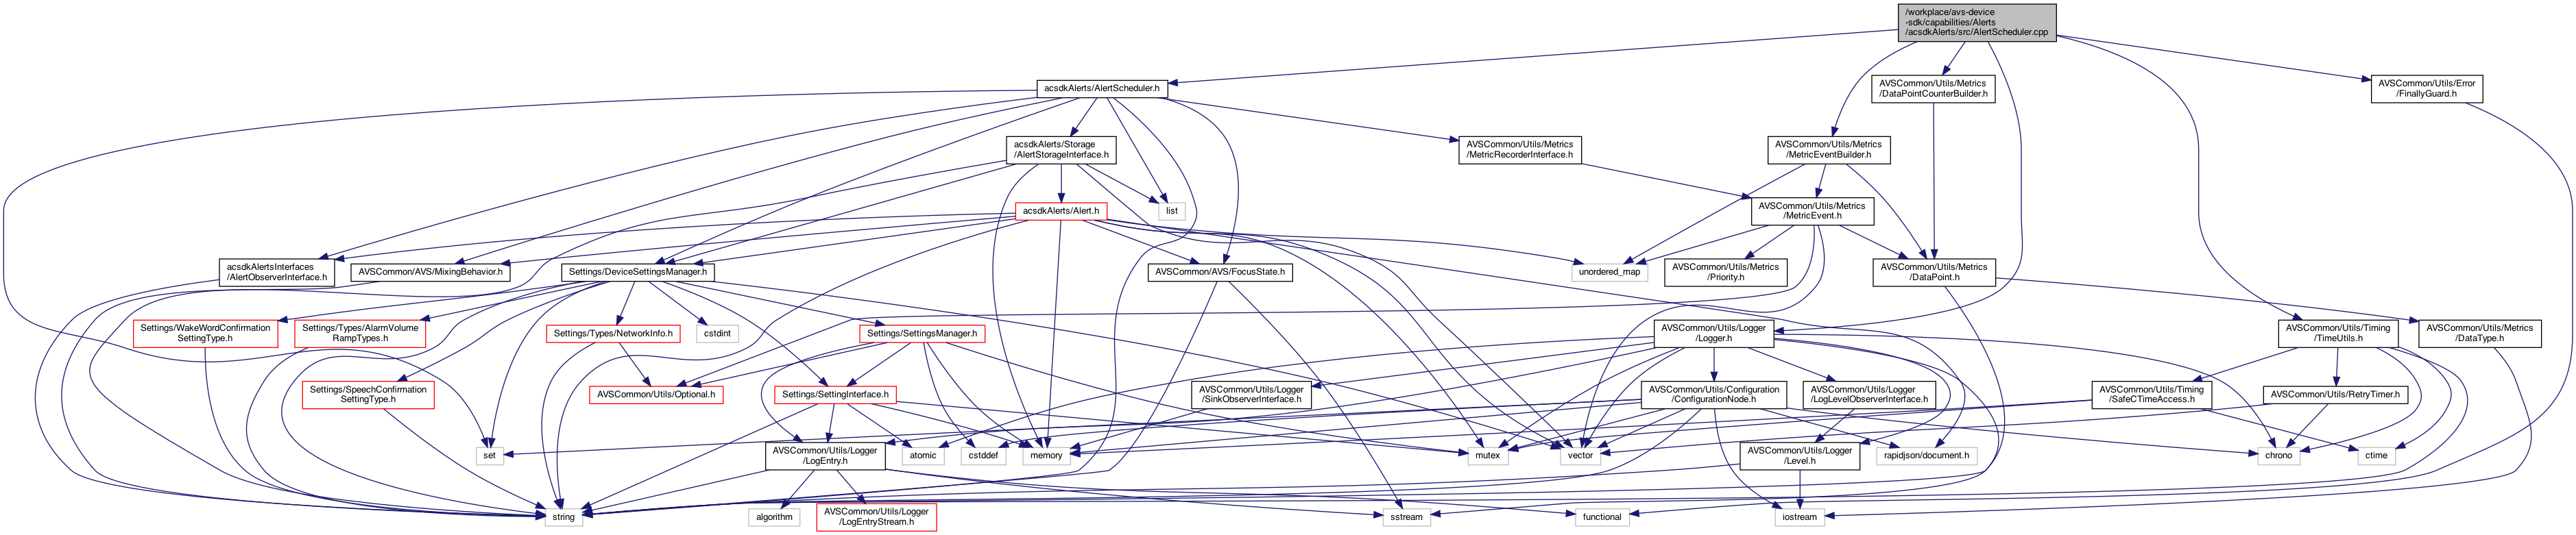 /workplace/avs-device
-sdk/capabilities/Alerts
/acsdkAlerts/src/AlertScheduler.cpp
acsdkAlerts/AlertScheduler.h
AVSCommon/Utils/Metrics
/DataPointCounterBuilder.h
AVSCommon/Utils/Error
/FinallyGuard.h
acsdkAlerts/Storage
/AlertStorageInterface.h
AVSCommon/Utils/Metrics
/MetricRecorderInterface.h
AVSCommon/Utils/Metrics
/MetricEventBuilder.h
acsdkAlerts/Alert.h
list
AVSCommon/Utils/Metrics
/MetricEvent.h
acsdkAlertsInterfaces
/AlertObserverInterface.h
AVSCommon/AVS/MixingBehavior.h
Settings/DeviceSettingsManager.h
AVSCommon/AVS/FocusState.h
unordered_map
AVSCommon/Utils/Metrics
/Priority.h
AVSCommon/Utils/Metrics
/DataPoint.h
Settings/WakeWordConfirmation
SettingType.h
Settings/Types/AlarmVolume
RampTypes.h
Settings/Types/NetworkInfo.h
cstdint
Settings/SettingsManager.h
AVSCommon/Utils/Logger
/Logger.h
AVSCommon/Utils/Timing
/TimeUtils.h
AVSCommon/Utils/Metrics
/DataType.h
Settings/SpeechConfirmation
SettingType.h
AVSCommon/Utils/Optional.h
Settings/SettingInterface.h
AVSCommon/Utils/Logger
/SinkObserverInterface.h
AVSCommon/Utils/Configuration
/ConfigurationNode.h
AVSCommon/Utils/Logger
/LogLevelObserverInterface.h
AVSCommon/Utils/Timing
/SafeCTimeAccess.h
AVSCommon/Utils/RetryTimer.h
set
AVSCommon/Utils/Logger
/LogEntry.h
atomic
cstddef
memory
mutex
vector
AVSCommon/Utils/Logger
/Level.h
rapidjson/document.h
chrono
ctime
string
algorithm
AVSCommon/Utils/Logger
/LogEntryStream.h
sstream
functional
iostream